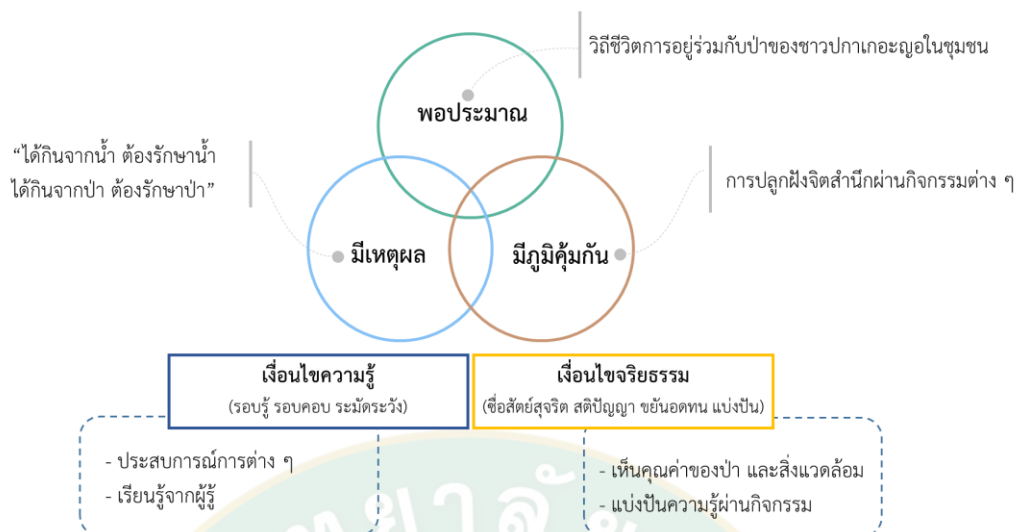 วิถีชีวิตการอยู่ร่วมกับป่าของชาวปกาเกอะญอในชุมชน
พอประมาณ
“ได้กินจากน้ำ ต้องรักษาน้ำ
ได้กินจากป่า ต้องรักษาป่า”
การปลูกฝังจิตสำนึกผ่านกิจกรรมต่าง ๆ
มีเหตุผล
มีภูมิคุ้มกัน
เงื่อนไขความรู้
(รอบรู้ รอบคอบ ระมัดระวัง)
เงื่อนไขจริยธรรม
(ซื่อสัตย์สุจริต สติปัญญา ขยันอดทน แบ่งปัน)
- ประสบการณ์การต่าง ๆ
- เรียนรู้จากผู้รู้
- เห็นคุณค่าของป่า และสิ่งแวดล้อม
- แบ่งปันความรู้ผ่านกิจกรรม